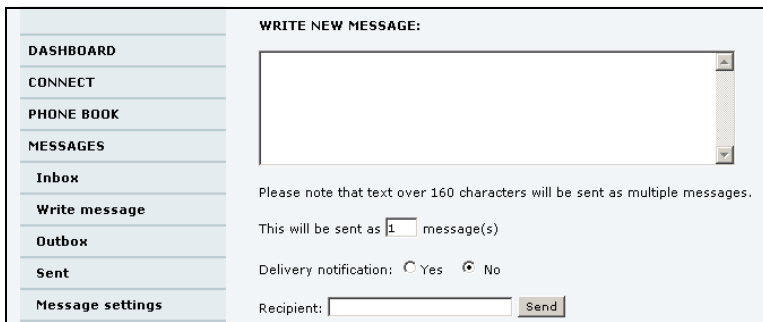 DASHBOARD
CONNECT
PHONE BOOK
MESSAGES
Inbox
Write message
Outbox
Sent
Message settings
WRITE NEW MESSAGE:
Please note that text over 160 characters will be sent as multiple messages.
This will be sent as 1 message(s)
Delivery notification: Yes No
Recipient: Send